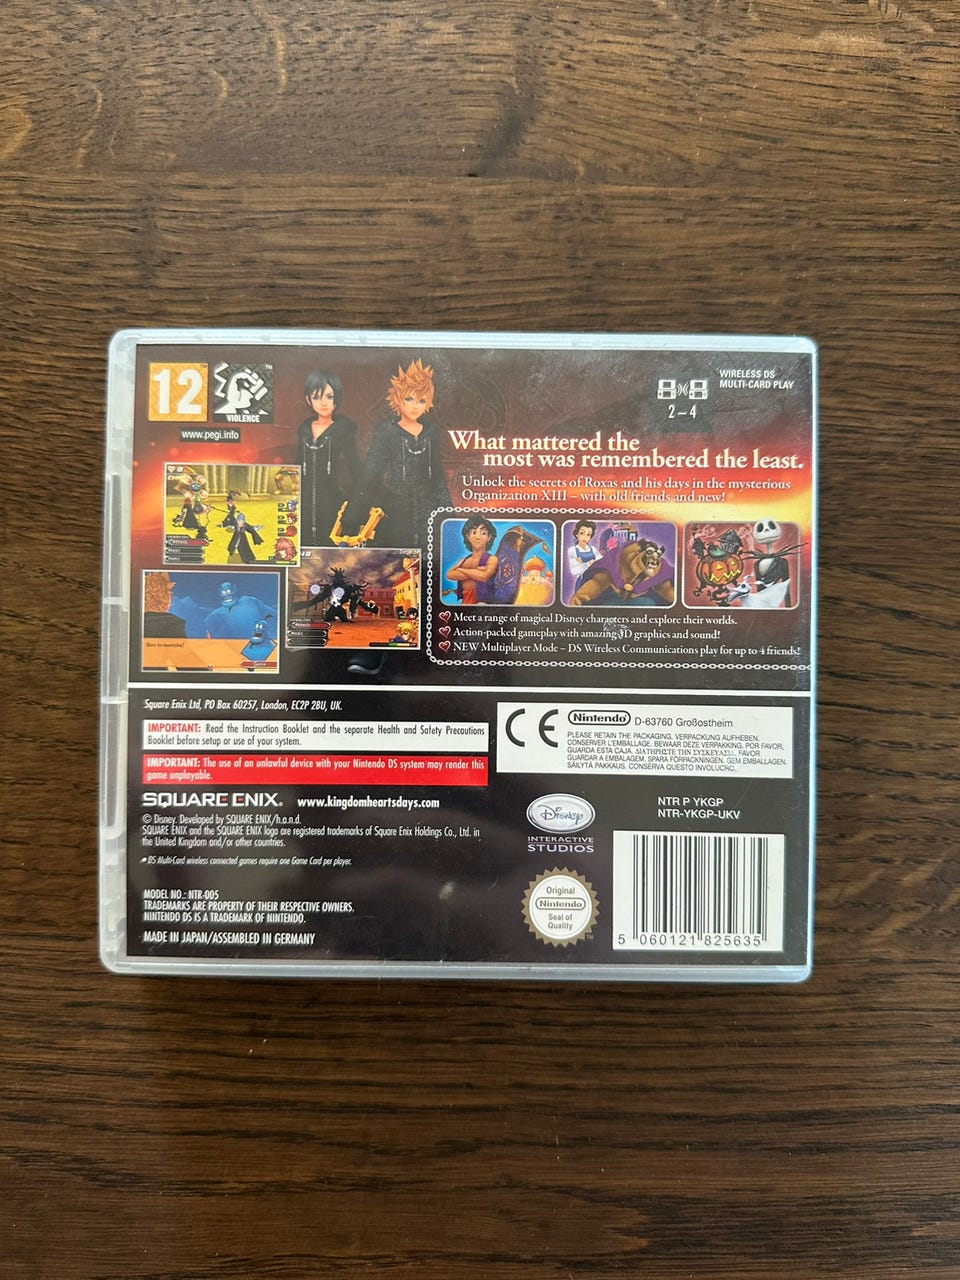 12
VIOLENCE
www.pegi.info
WIRELESS DS
MULTI-CARD PLAY
2–4
What mattered the
most was remembered the least.
Unlock the secrets of Roxas and his days in the mysterious
Organization XIII – with old friends and new!
Meet a range of magical Disney characters and explore their worlds.
Action-packed gameplay with amazing 3D graphics and sound!
NEW Multiplayer Mode – DS Wireless Communications play for up to 4 friends!
Square Enix Ltd, PO Box 60257, London, EC2P 2BU, UK.
IMPORTANT: Read the Instruction Booklet and the separate Health and Safety Precautions
Booklet before setup or use of your system.
IMPORTANT: The use of an unlawful device with your Nintendo DS system may render this
game unplayable.
CE
Nintendo D-63760 Großostheim
PLEASE RETAIN THE PACKAGING. VERPACKUNG AUFHEBEN.
CONSERVER L'EMBALLAGE. BEWAAR DEZE VERPAKKING. POR FAVOR,
GUARDA ESTA CAJA. ΔΙΑΤΗΡΗΣΤΕ ΤΗΝ ΣΥΣΚΕΥΑΣΙΑ. FAVOR
GUARDAR A EMBALAGEM. SPARA FÖRPACKNINGEN. GEM EMBALLAGEN.
SÄILYTÄ PAKKAUS. CONSERVA QUESTO INVOLUCRO.
SQUARE ENIX. www.kingdomheartsdays.com
© Disney. Developed by SQUARE ENIX/h.a.n.d.
SQUARE ENIX and the SQUARE ENIX logo are registered trademarks of Square Enix Holdings Co., Ltd. in
the United Kingdom and/or other countries.
DS Multi-Card wireless connected games require one Game Card per player.
MODEL NO.: NTR-005
TRADEMARKS ARE PROPERTY OF THEIR RESPECTIVE OWNERS.
NINTENDO DS IS A TRADEMARK OF NINTENDO.
MADE IN JAPAN/ASSEMBLED IN GERMANY
Disney
INTERACTIVE
STUDIOS
Original
Nintendo
Seal of
Quality
TM
NTR P YKGP
NTR-YKGP-UKV
5 060121 825635